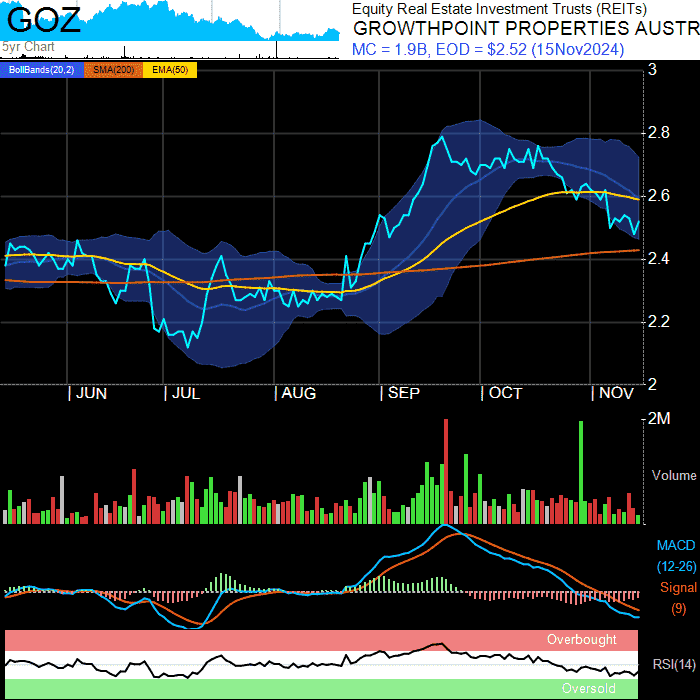 GOZ
Equity Real Estate Investment Trusts (REITs)
GROWTHPOINT PROPERTIES AUSTR
5yr Chart
MC = 1.9B, EOD = $2.52 (15Nov2024)
BollBands(20,2) SMA(200) EMA(50)
3
2.8
2.6
2.4
2.2
2
| JUN | JUL | AUG | SEP | OCT | NOV
2M
Volume
MACD
(12-26)
Signal
(9)
Overbought
RSI(14)
Oversold